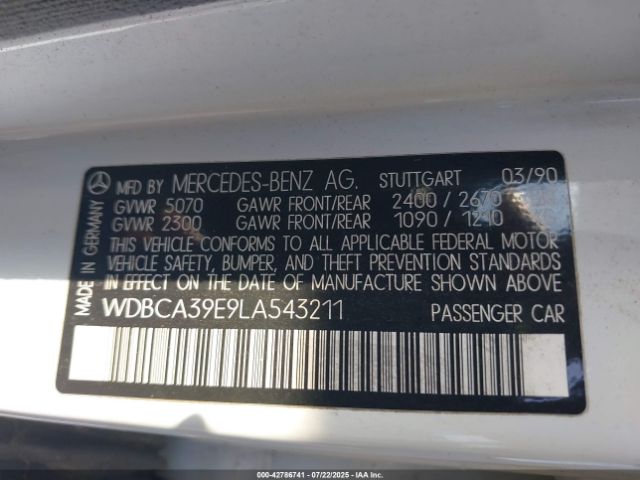 MADE IN GERMANY
MFD BY MERCEDES-BENZ AG. STUTTGART 03/90
GVWR 5070 GAWR FRONT/REAR 2400 / 2670
GVWR 2300 GAWR FRONT/REAR 1090 / 1210
THIS VEHICLE CONFORMS TO ALL APPLICABLE FEDERAL MOTOR
VEHICLE SAFETY, BUMPER, AND THEFT PREVENTION STANDARDS
IN EFFECT ON THE DATE OF MANUFACTURE SHOWN ABOVE
WDBCA39E9LA543211 PASSENGER CAR
000-42786741 - 07/22/2025 - IAAI.COM